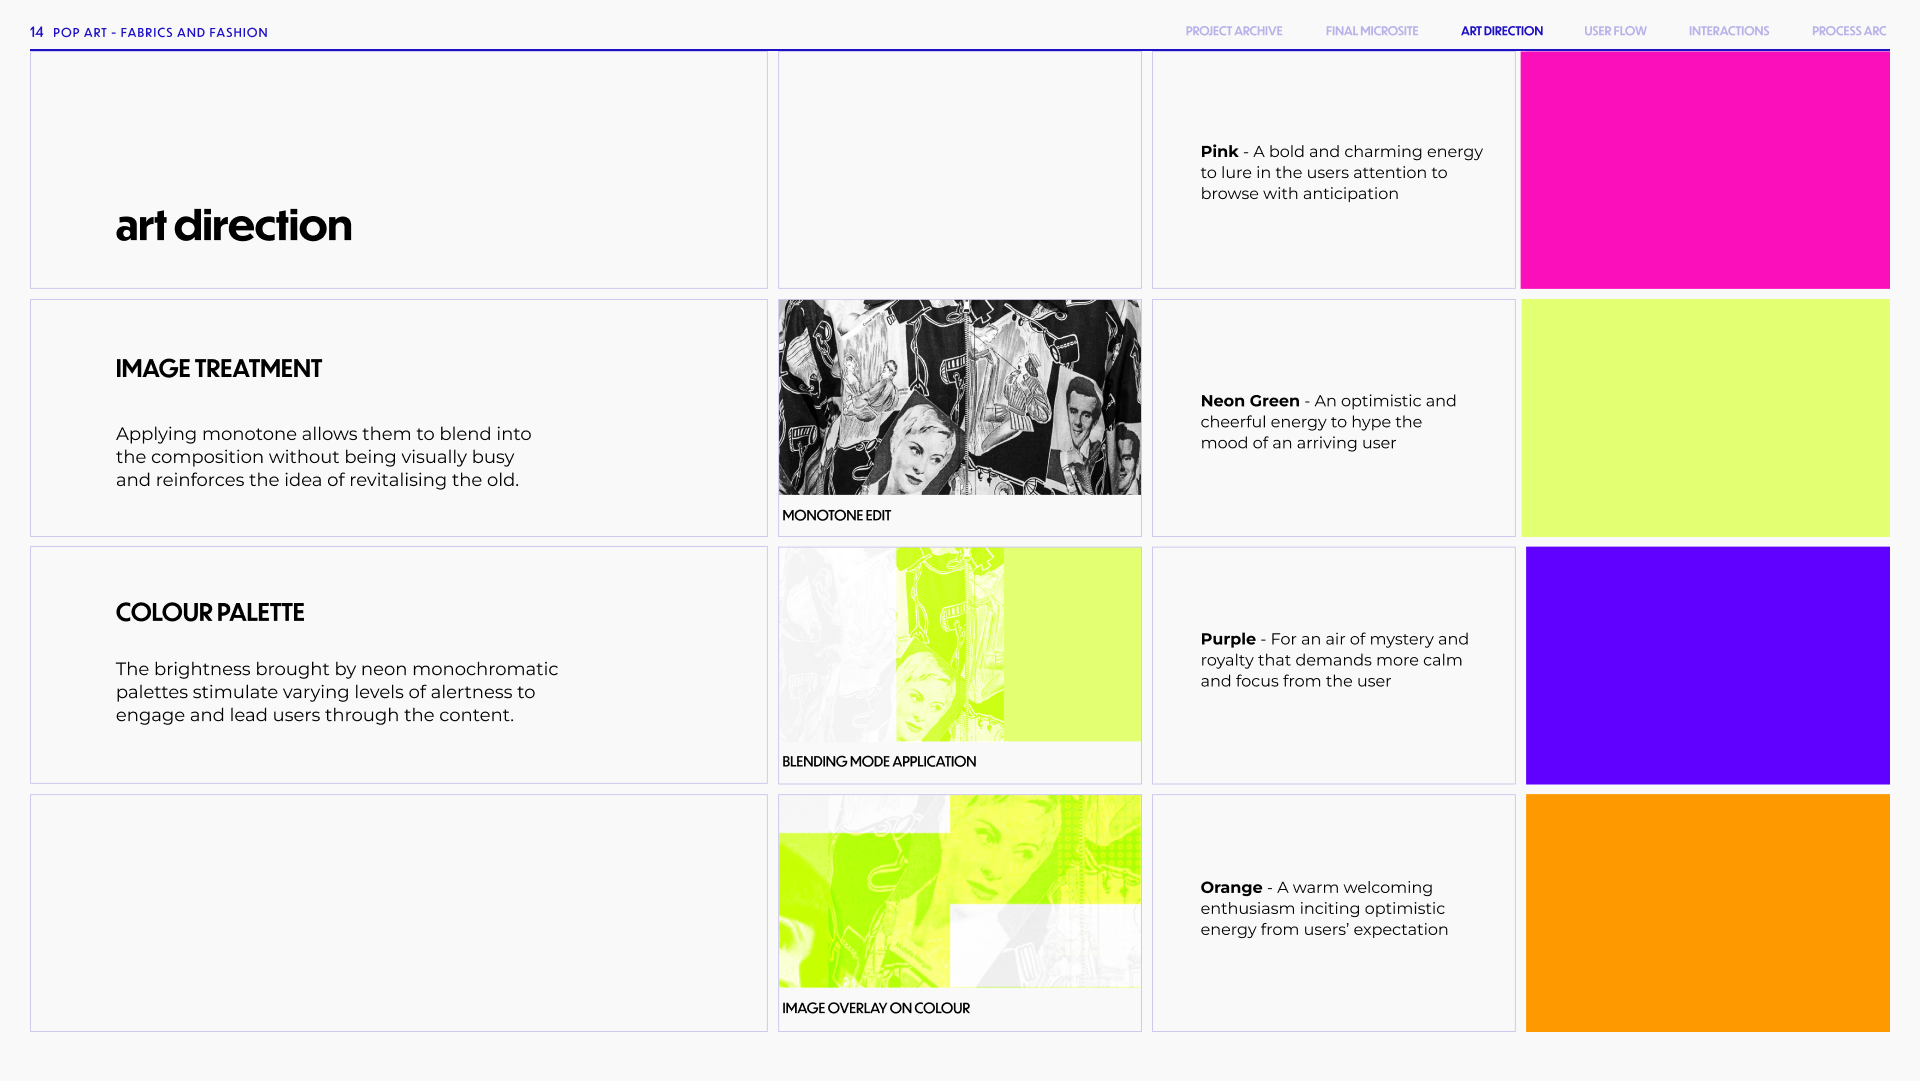 14 POP ART - FABRICS AND FASHION
PROJECT ARCHIVE
FINAL MICROSITE
ART DIRECTION
USER FLOW
INTERACTIONS
PROCESS ARC
art direction
Pink - A bold and charming energy
to lure in the users attention to
browse with anticipation
IMAGE TREATMENT
Applying monotone allows them to blend into
the composition without being visually busy
and reinforces the idea of revitalising the old.
MONOTONE EDIT
Neon Green - An optimistic and
cheerful energy to hype the
mood of an arriving user
COLOUR PALETTE
The brightness brought by neon monochromatic
palettes stimulate varying levels of alertness to
engage and lead users through the content.
BLENDING MODE APPLICATION
Purple - For an air of mystery and
royalty that demands more calm
and focus from the user
IMAGE OVERLAY ON COLOUR
Orange - A warm welcoming
enthusiasm inciting optimistic
energy from users’ expectation